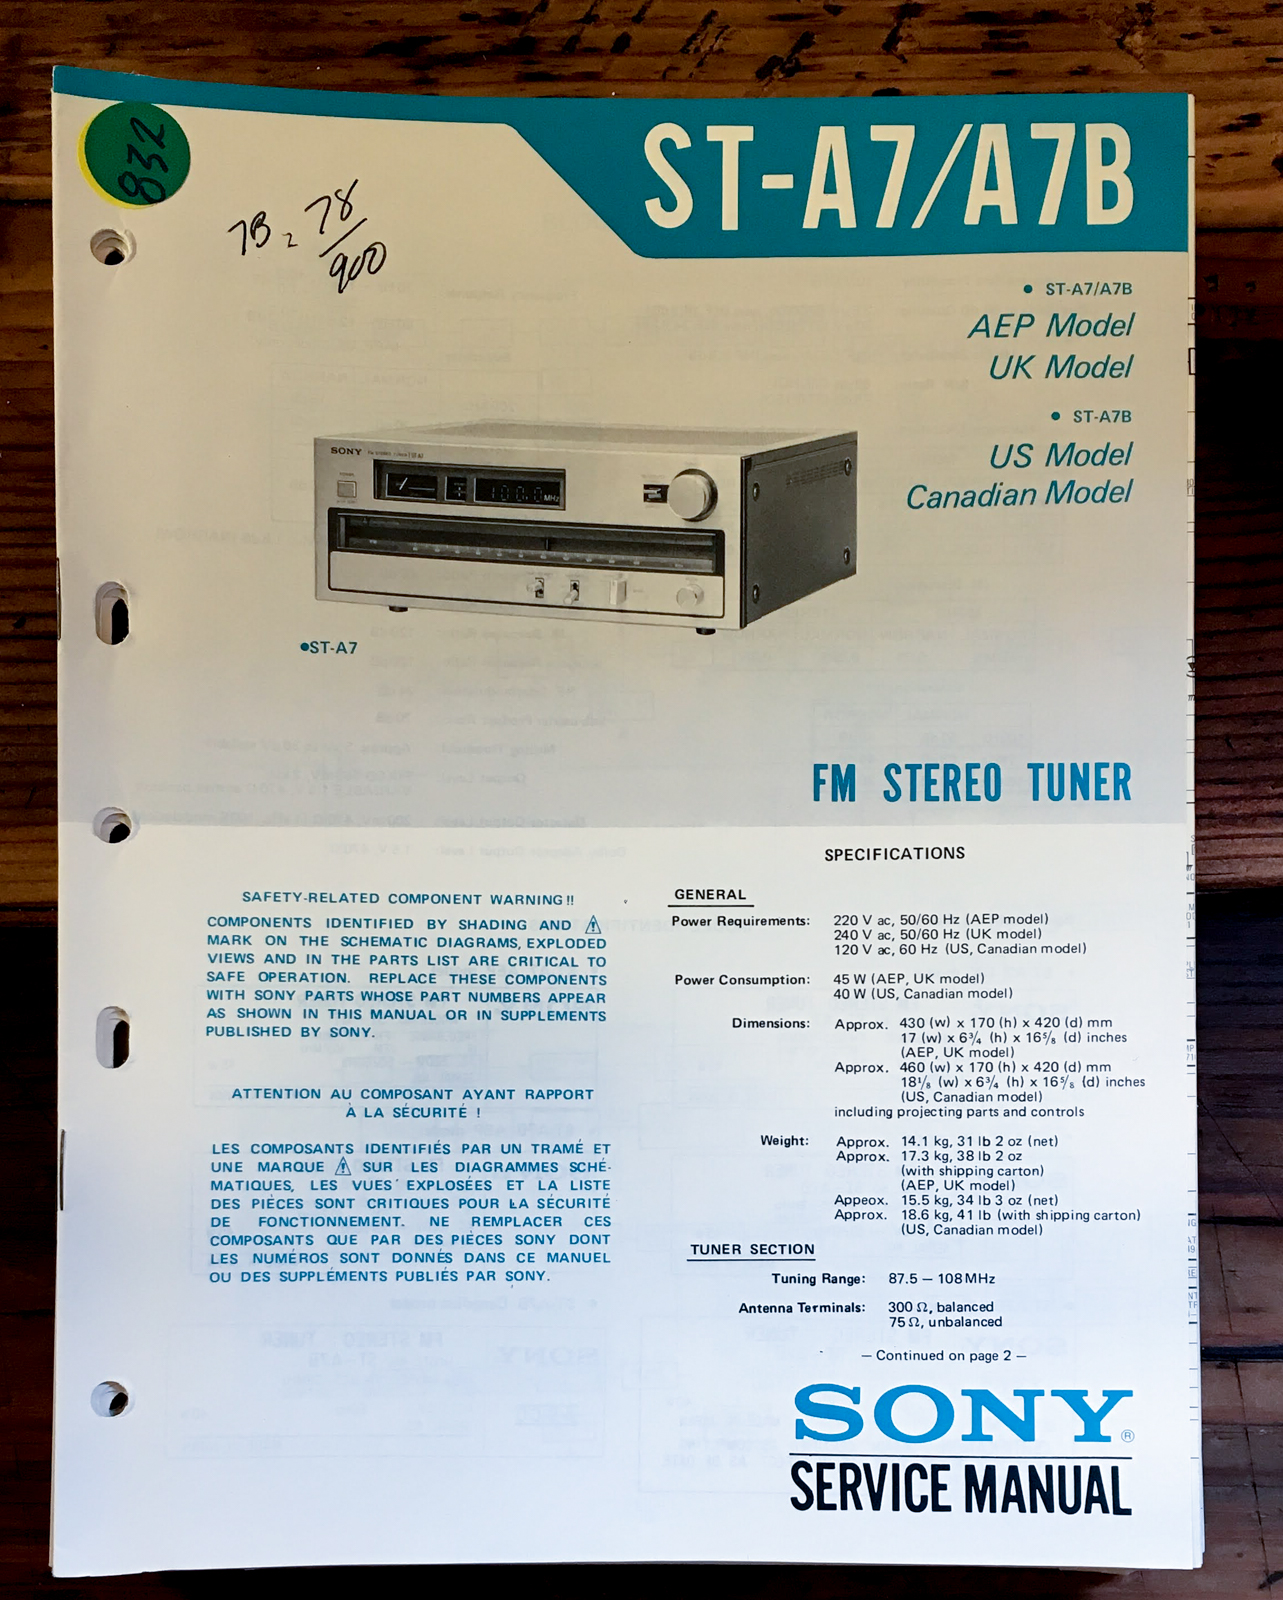 832
7B = 78
900
ST-A7/A7B
● ST-A7/A7B
AEP Model
UK Model
● ST-A7B
US Model
Canadian Model
SONY
100.0 MHz
●ST-A7
FM STEREO TUNER
SAFETY-RELATED COMPONENT WARNING!!
COMPONENTS IDENTIFIED BY SHADING AND ⚠
MARK ON THE SCHEMATIC DIAGRAMS, EXPLODED
VIEWS AND IN THE PARTS LIST ARE CRITICAL TO
SAFE OPERATION. REPLACE THESE COMPONENTS
WITH SONY PARTS WHOSE PART NUMBERS APPEAR
AS SHOWN IN THIS MANUAL OR IN SUPPLEMENTS
PUBLISHED BY SONY.
ATTENTION AU COMPOSANT AYANT RAPPORT
À LA SÉCURITÉ !
LES COMPOSANTS IDENTIFIÉS PAR UN TRAMÉ ET
UNE MARQUE ⚠ SUR LES DIAGRAMMES SCHÉ-
MATIQUES, LES VUES EXPLOSÉES ET LA LISTE
DES PIÈCES SONT CRITIQUES POUR LA SÉCURITÉ
DE FONCTIONNEMENT. NE REMPLACER CES
COMPOSANTS QUE PAR DES PIÈCES SONY DONT
LES NUMÉROS SONT DONNÉS DANS CE MANUEL
OU DES SUPPLÉMENTS PUBLIÉS PAR SONY.
SPECIFICATIONS
GENERAL
Power Requirements: 220 V ac, 50/60 Hz (AEP model)
240 V ac, 50/60 Hz (UK model)
120 V ac, 60 Hz (US, Canadian model)
Power Consumption: 45 W (AEP, UK model)
40 W (US, Canadian model)
Dimensions: Approx. 430 (w) x 170 (h) x 420 (d) mm
17 (w) x 6¾ (h) x 16⅝ (d) inches
(AEP, UK model)
Approx. 460 (w) x 170 (h) x 420 (d) mm
18⅛ (w) x 6¾ (h) x 16⅝ (d) inches
(US, Canadian model)
including projecting parts and controls
Weight: Approx. 14.1 kg, 31 lb 2 oz (net)
Approx. 17.3 kg, 38 lb 2 oz
(with shipping carton)
(AEP, UK model)
Appeox. 15.5 kg, 34 lb 3 oz (net)
Approx. 18.6 kg, 41 lb (with shipping carton)
(US, Canadian model)
TUNER SECTION
Tuning Range: 87.5 – 108 MHz
Antenna Terminals: 300 Ω, balanced
75 Ω, unbalanced
– Continued on page 2 –
SONY®
SERVICE MANUAL